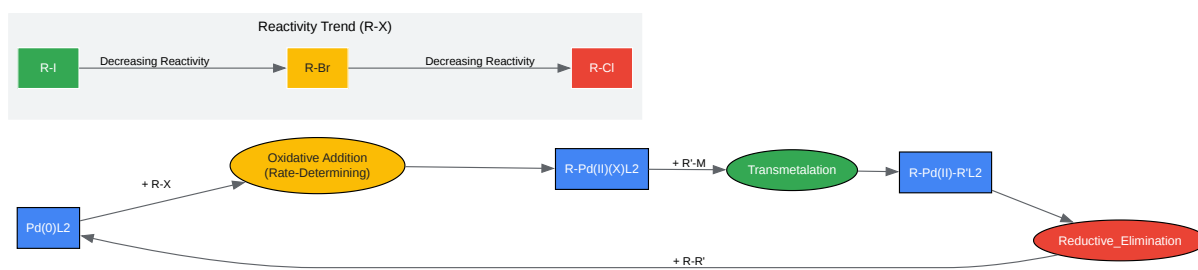 Reactivity Trend (R-X)
R-I
Decreasing Reactivity
R-Br
Decreasing Reactivity
R-Cl
Pd(0)L2
+ R-X
Oxidative Addition
(Rate-Determining)
R-Pd(II)(X)L2
+ R'-M
Transmetalation
R-Pd(II)-R'L2
Reductive_Elimination
+ R-R'